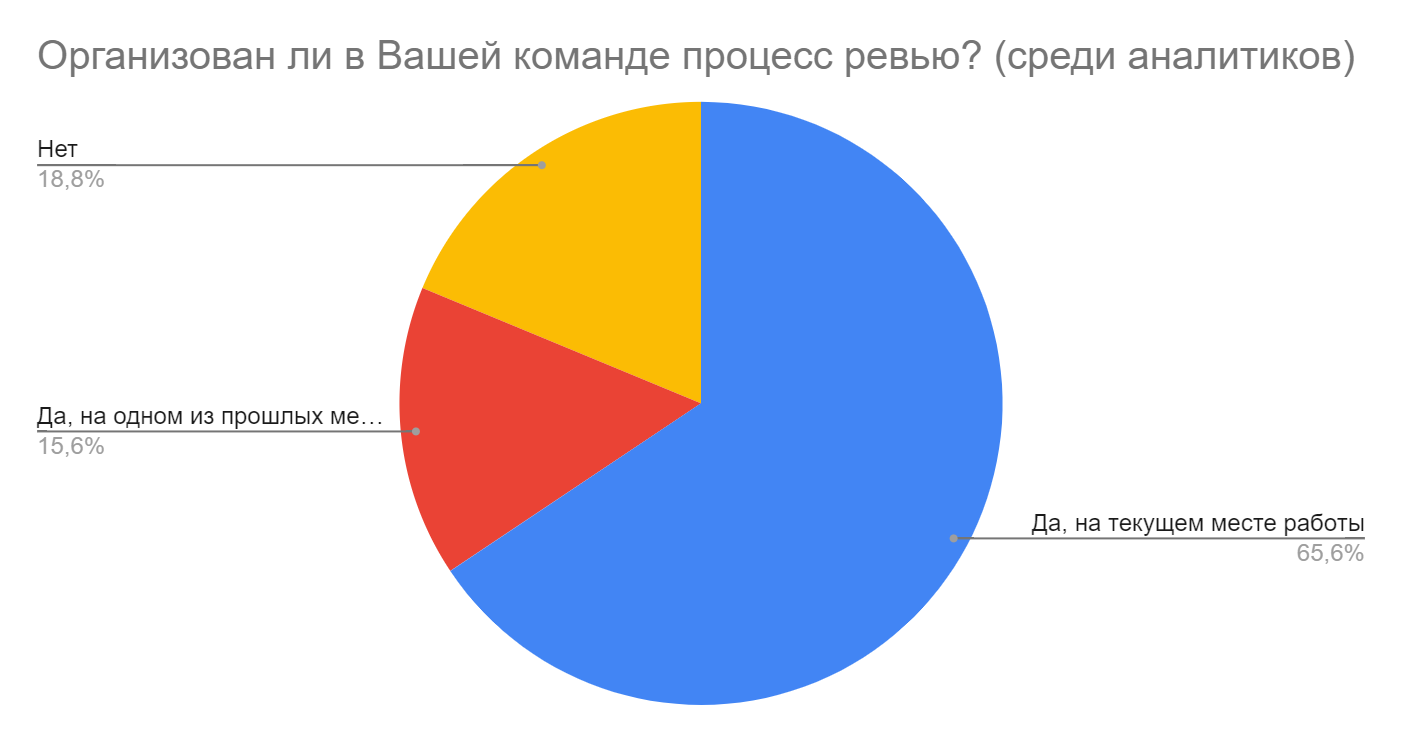 Организован ли в Вашей команде процесс ревью? (среди аналитиков)
Нет
18,8%
Да, на одном из прошлых ме…
15,6%
Да, на текущем месте работы
65,6%